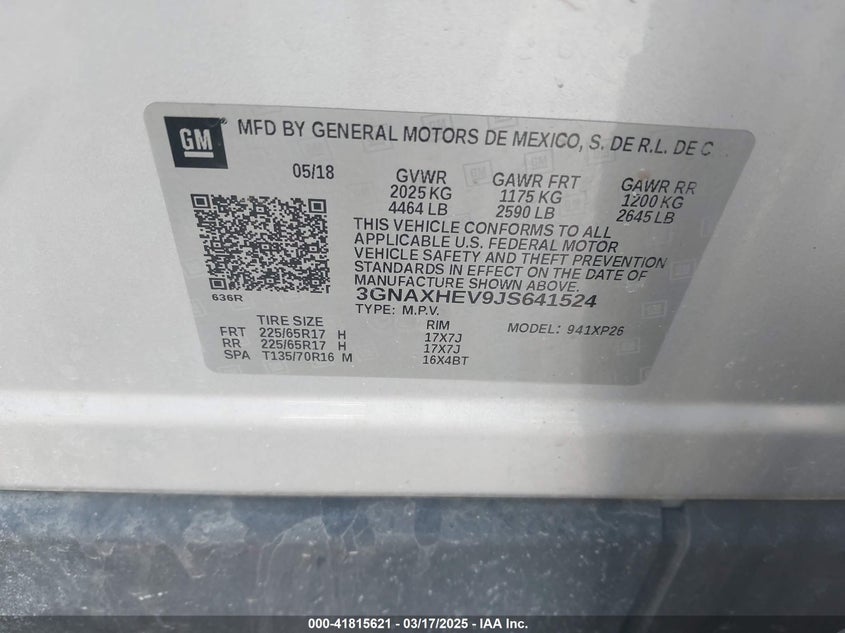 GM
MFD BY GENERAL MOTORS DE MEXICO, S. DE R.L. DE C
05/18
GVWR GAWR FRT GAWR RR
2025 KG 1175 KG 1200 KG
4464 LB 2590 LB 2645 LB
THIS VEHICLE CONFORMS TO ALL
APPLICABLE U.S. FEDERAL MOTOR
VEHICLE SAFETY AND THEFT PREVENTION
STANDARDS IN EFFECT ON THE DATE OF
MANUFACTURE SHOWN ABOVE.
636R
3GNAXHEV9JS641524
TYPE: M.P.V. MODEL: 941XP26
TIRE SIZE RIM
FRT 225/65R17 H 17X7J
RR 225/65R17 H 17X7J
SPA T135/70R16 M 16X4BT
000-41815621 - 03/17/2025 - IAA Inc.